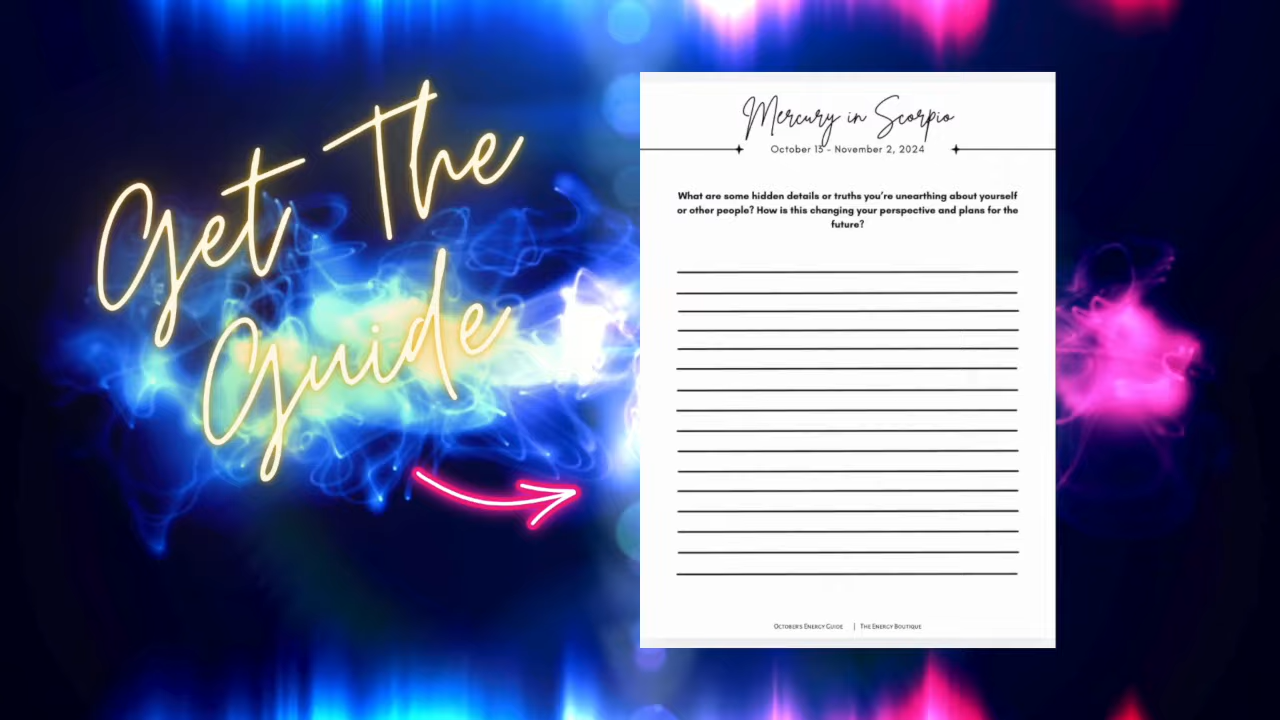 Get The
Guide
Mercury in Scorpio
October 15 - November 2, 2024
What are some hidden details or truths you're unearthing about yourself
or other people? How is this changing your perspective and plans for the
future?
October's Energy Guide | The Energy Boutique